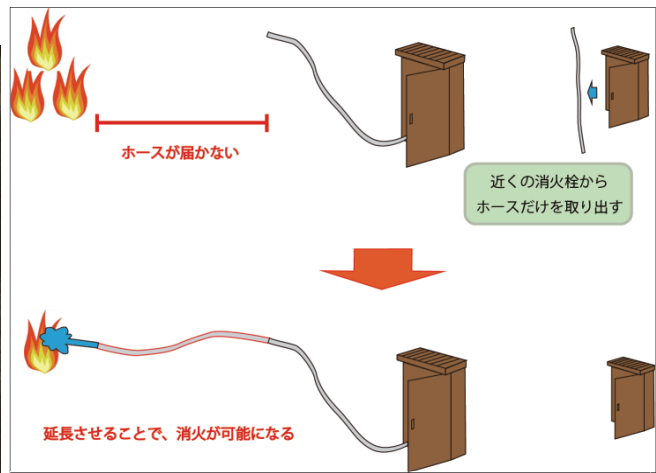 ホースが届かない
近くの消火栓から
ホースだけを取り出す
延長させることで、消火が可能になる